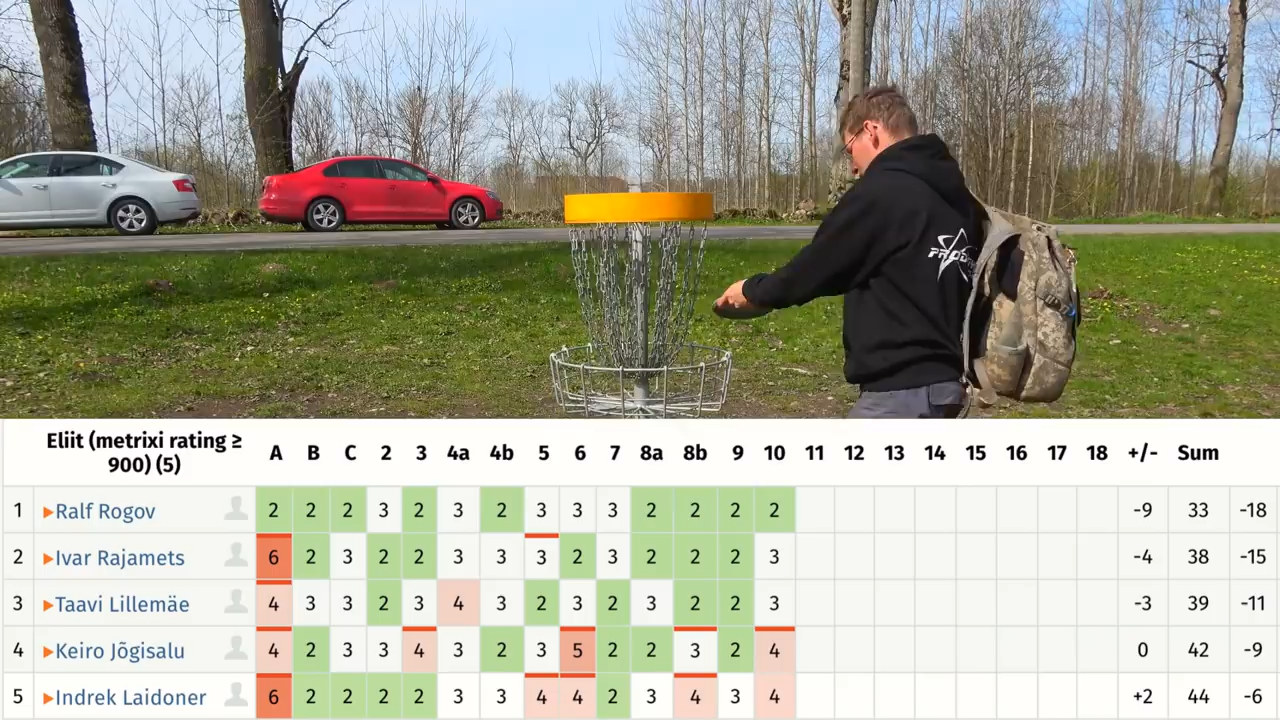 Eliit (metrixi rating ≥ 900) (5) A B C 2 3 4a 4b 5 6 7 8a 8b 9 10 11 12 13 14 15 16 17 18 +/- Sum
1 Ralf Rogov 2 2 2 3 2 3 2 3 3 3 2 2 2 2 -9 33 -18
2 Ivar Rajamets 6 2 3 2 2 3 3 3 2 3 2 2 2 3 -4 38 -15
3 Taavi Lillemäe 4 3 3 2 3 4 3 2 3 2 3 2 2 3 -3 39 -11
4 Keiro Jõgisalu 4 2 3 3 4 3 2 3 5 2 2 3 2 4 0 42 -9
5 Indrek Laidoner 6 2 2 2 2 3 3 4 4 2 3 4 3 4 +2 44 -6